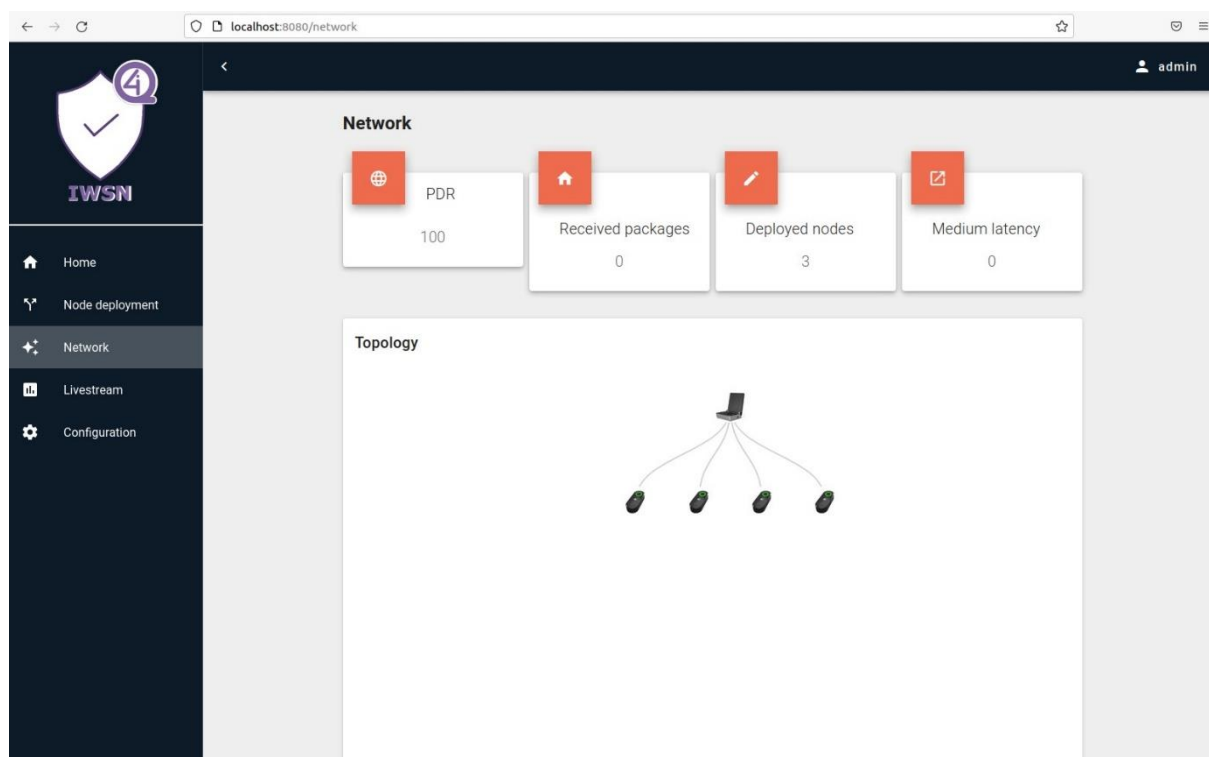 localhost:8080/network
admin
4i
IWSN
Home
Node deployment
Network
Livestream
Configuration
Network
PDR
100
Received packages
0
Deployed nodes
3
Medium latency
0
Topology